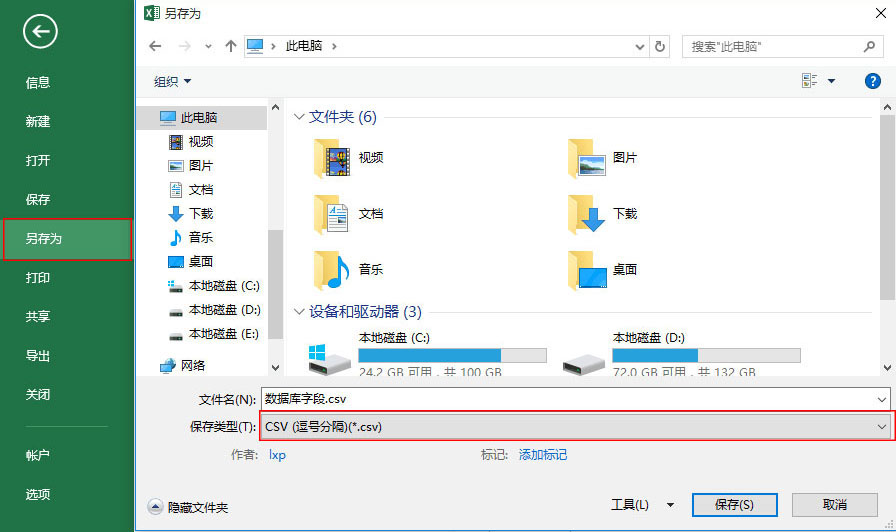 另存为
此电脑
搜索"此电脑"
组织
信息
新建
打开
保存
另存为
打印
共享
导出
关闭
帐户
选项
此电脑
视频
图片
文档
下载
音乐
桌面
本地磁盘 (C:)
本地磁盘 (D:)
本地磁盘 (E:)
网络
文件夹 (6)
视频
图片
文档
下载
音乐
桌面
设备和驱动器 (3)
本地磁盘 (C:)
24.2 GB 可用，共 100 GB
本地磁盘 (D:)
72.0 GB 可用，共 132 GB
文件名(N): 数据库字段.csv
保存类型(T): CSV (逗号分隔)(*.csv)
作者: lxp 标记: 添加标记
隐藏文件夹 工具(L) 保存(S) 取消